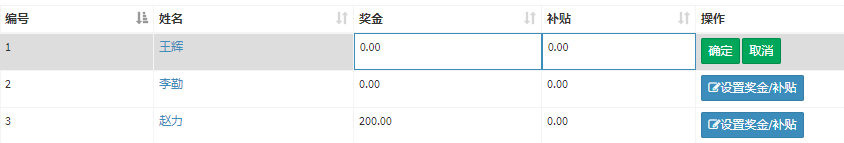 编号 姓名 奖金 补贴 操作
1 王辉 0.00 0.00 确定 取消
2 李勤 0.00 0.00 设置奖金/补贴
3 赵力 200.00 0.00 设置奖金/补贴